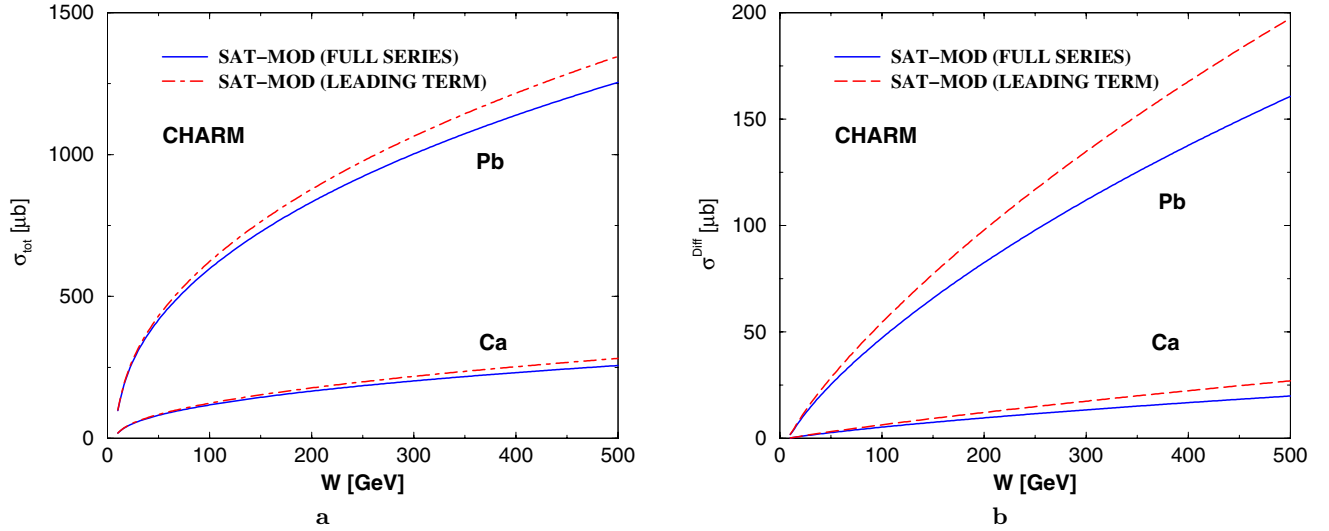 1500
1000
500
0
σtot [μb]
SAT−MOD (FULL SERIES)
SAT−MOD (LEADING TERM)
CHARM
Pb
Ca
0 100 200 300 400 500
W [GeV]
a
200
150
100
50
0
σDiff [μb]
SAT−MOD (FULL SERIES)
SAT−MOD (LEADING TERM)
CHARM
Pb
Ca
0 100 200 300 400 500
W [GeV]
b